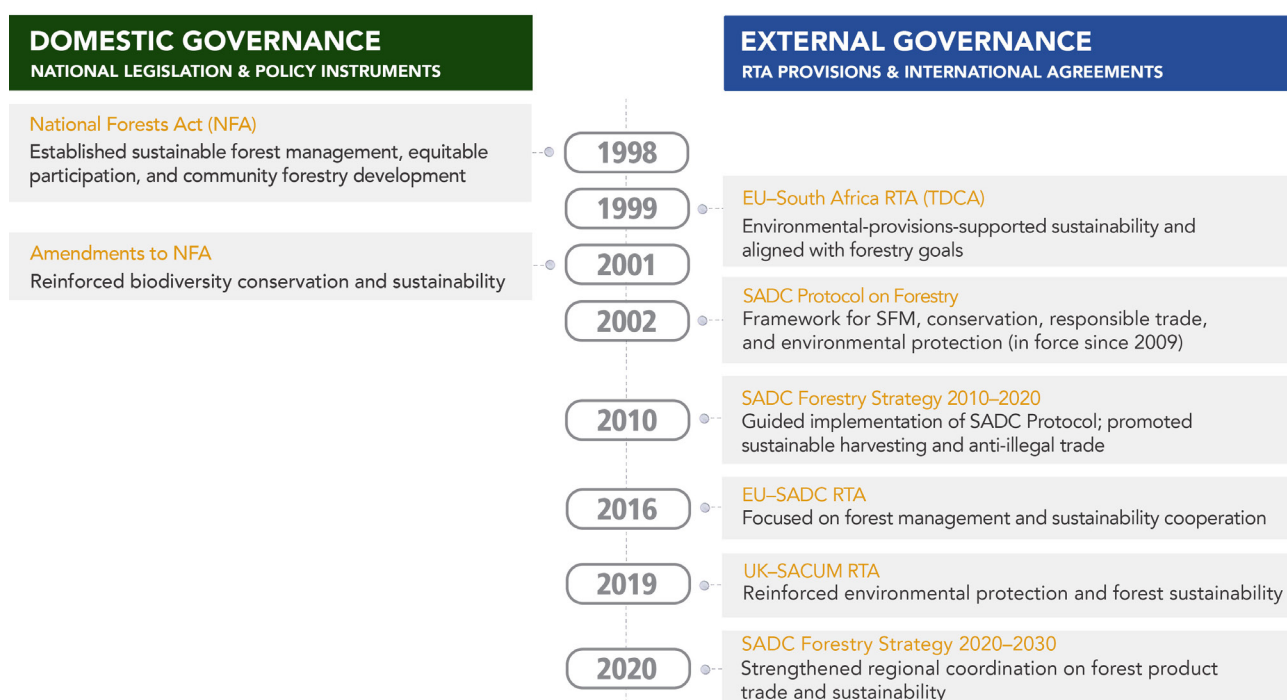 DOMESTIC GOVERNANCE
NATIONAL LEGISLATION & POLICY INSTRUMENTS
EXTERNAL GOVERNANCE
RTA PROVISIONS & INTERNATIONAL AGREEMENTS
National Forests Act (NFA)
Established sustainable forest management, equitable
participation, and community forestry development
1998
1999
EU–South Africa RTA (TDCA)
Environmental-provisions-supported sustainability and
aligned with forestry goals
Amendments to NFA
Reinforced biodiversity conservation and sustainability
2001
2002
SADC Protocol on Forestry
Framework for SFM, conservation, responsible trade,
and environmental protection (in force since 2009)
2010
SADC Forestry Strategy 2010–2020
Guided implementation of SADC Protocol; promoted
sustainable harvesting and anti-illegal trade
2016
EU–SADC RTA
Focused on forest management and sustainability cooperation
2019
UK–SACUM RTA
Reinforced environmental protection and forest sustainability
2020
SADC Forestry Strategy 2020–2030
Strengthened regional coordination on forest product
trade and sustainability